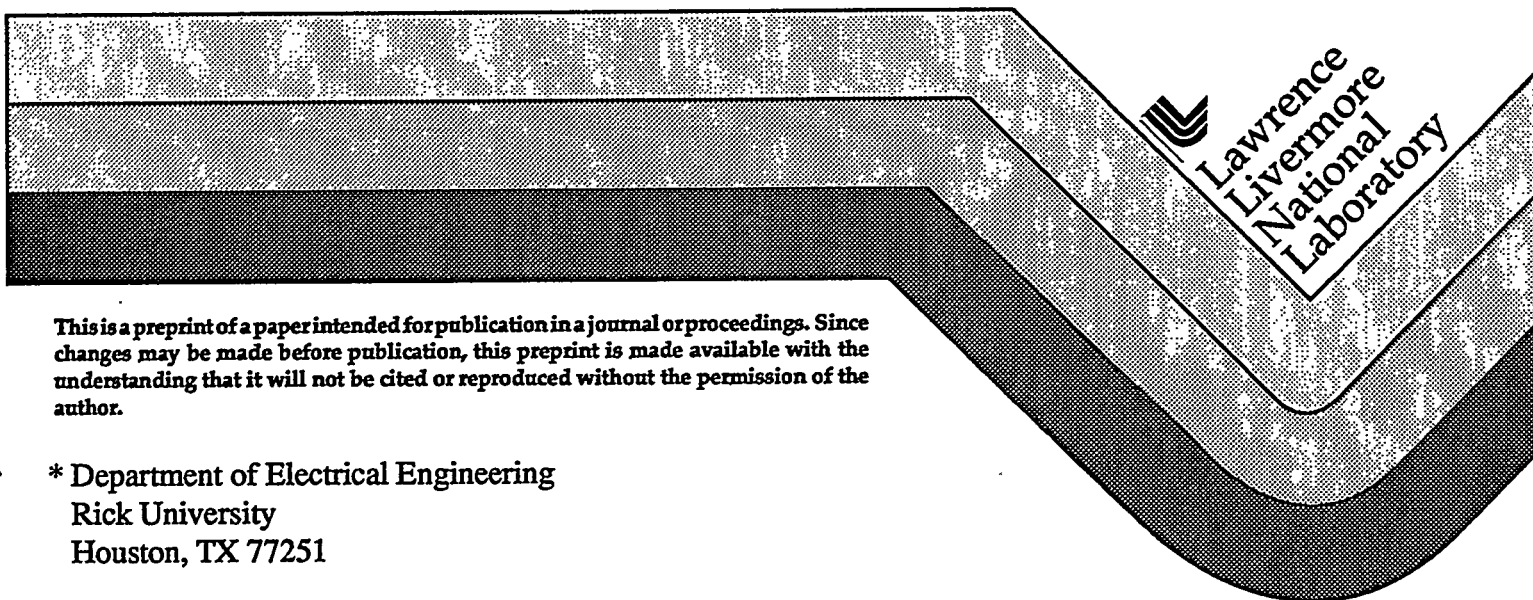 Lawrence
Livermore
National
Laboratory
This is a preprint of a paper intended for publication in a journal or proceedings. Since
changes may be made before publication, this preprint is made available with the
understanding that it will not be cited or reproduced without the permission of the
author.
* Department of Electrical Engineering
Rick University
Houston, TX 77251